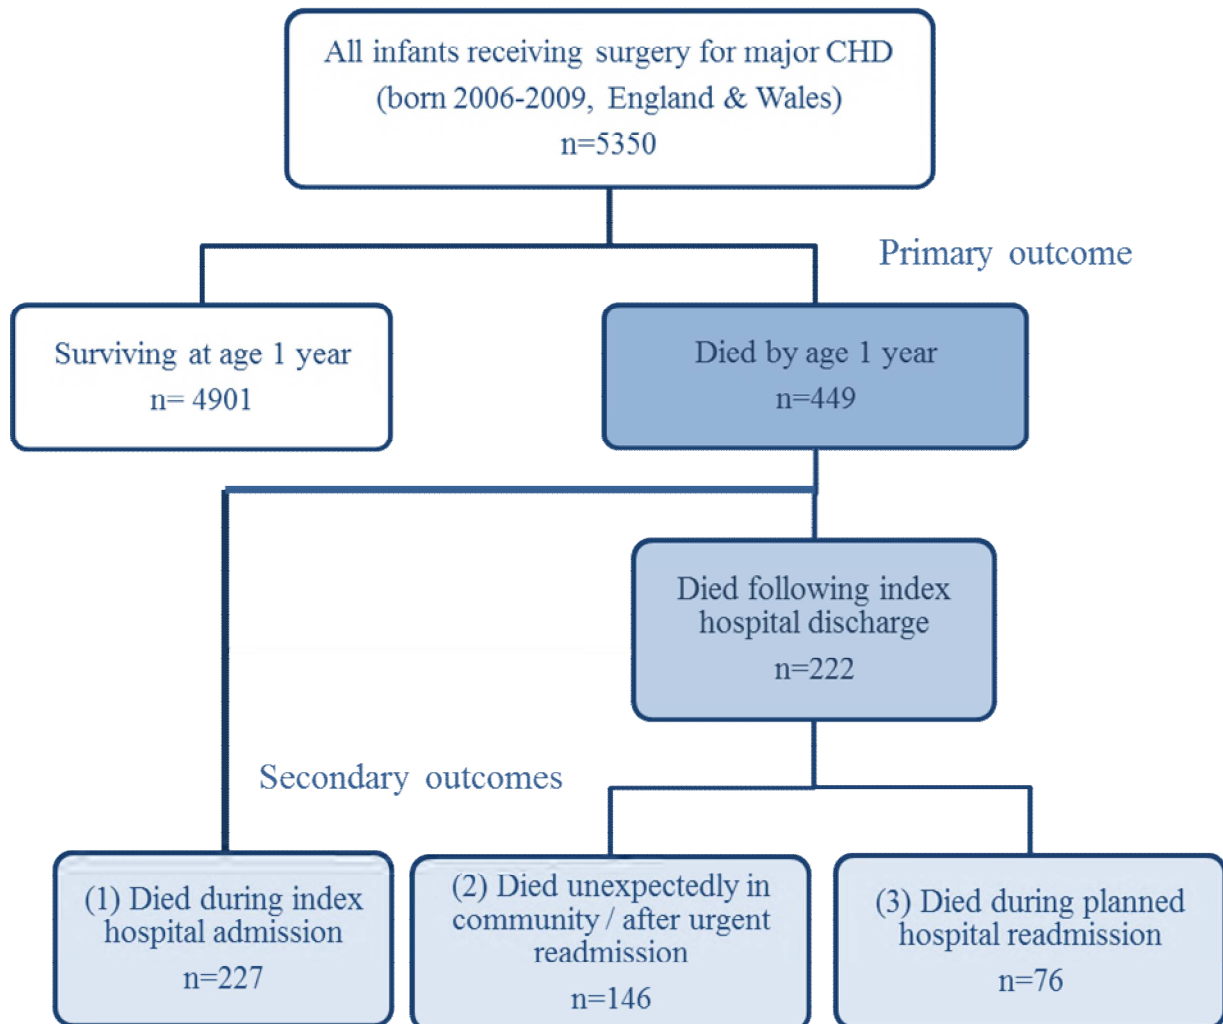 All infants receiving surgery for major CHD
(born 2006-2009, England & Wales)
n=5350
Primary outcome
Surviving at age 1 year
n= 4901
Died by age 1 year
n=449
Died following index
hospital discharge
n=222
Secondary outcomes
(1) Died during index
hospital admission
n=227
(2) Died unexpectedly in
community / after urgent
readmission
n=146
(3) Died during planned
hospital readmission
n=76